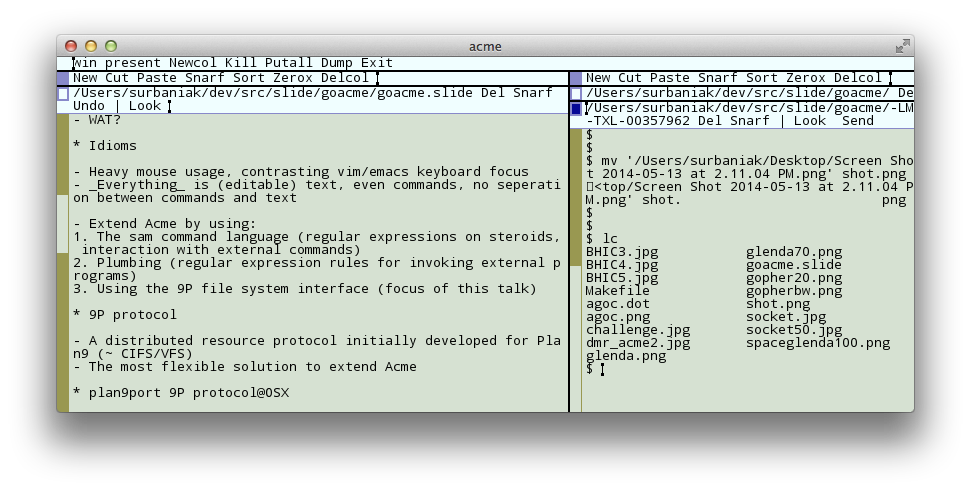 acme
win present Newcol Kill Putall Dump Exit
New Cut Paste Snarf Sort Zerox Delcol
/Users/surbaniak/dev/src/slide/goacme/goacme.slide Del Snarf
Undo | Look
- WAT?
* Idioms
- Heavy mouse usage, contrasting vim/emacs keyboard focus
- _Everything_ is (editable) text, even commands, no seperati
on between commands and text
- Extend Acme by using:
1. The sam command language (regular expressions on steroids,
interaction with external commands)
2. Plumbing (regular expression rules for invoking external p
rograms)
3. Using the 9P file system interface (focus of this talk)
* 9P protocol
- A distributed resource protocol initially developed for Pla
n9 (~ CIFS/VFS)
- The most flexible solution to extend Acme
* plan9port 9P protocol@OSX
New Cut Paste Snarf Sort Zerox Delcol
/Users/surbaniak/dev/src/slide/goacme/ De
/Users/surbaniak/dev/src/slide/goacme/-LM
-TXL-00357962 Del Snarf | Look Send
$
$
$ mv '/Users/surbaniak/Desktop/Screen Sho
t 2014-05-13 at 2.11.04 PM.png' shot.png
<top/Screen Shot 2014-05-13 at 2.11.04 P
M.png' shot. png
$
$
$ lc
BHIC3.jpg glenda70.png
BHIC4.jpg goacme.slide
BHIC5.jpg gopher20.png
Makefile gopherbw.png
agoc.dot shot.png
agoc.png socket.jpg
challenge.jpg socket50.jpg
dmr_acme2.jpg spaceglenda100.png
glenda.png
$